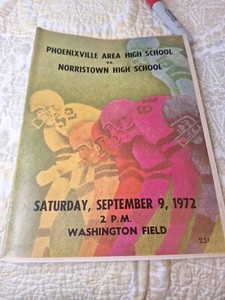 PHOENIXVILLE AREA HIGH SCHOOL
vs.
NORRISTOWN HIGH SCHOOL
52
SATURDAY, SEPTEMBER 9, 1972
2 P.M.
WASHINGTON FIELD
25¢